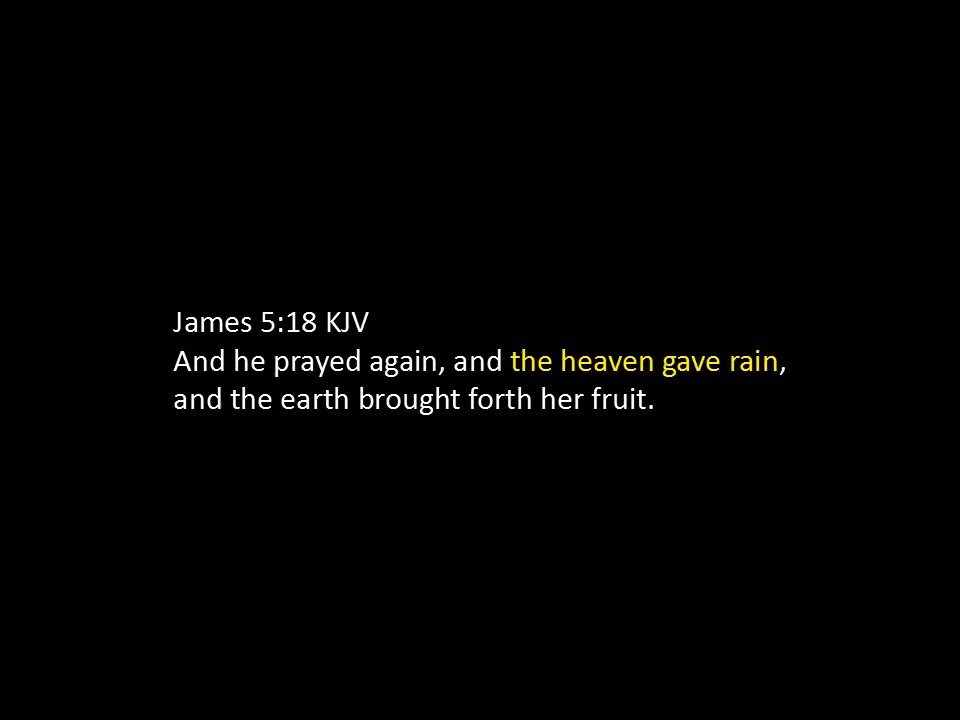 James 5:18 KJV
And he prayed again, and the heaven gave rain,
and the earth brought forth her fruit.